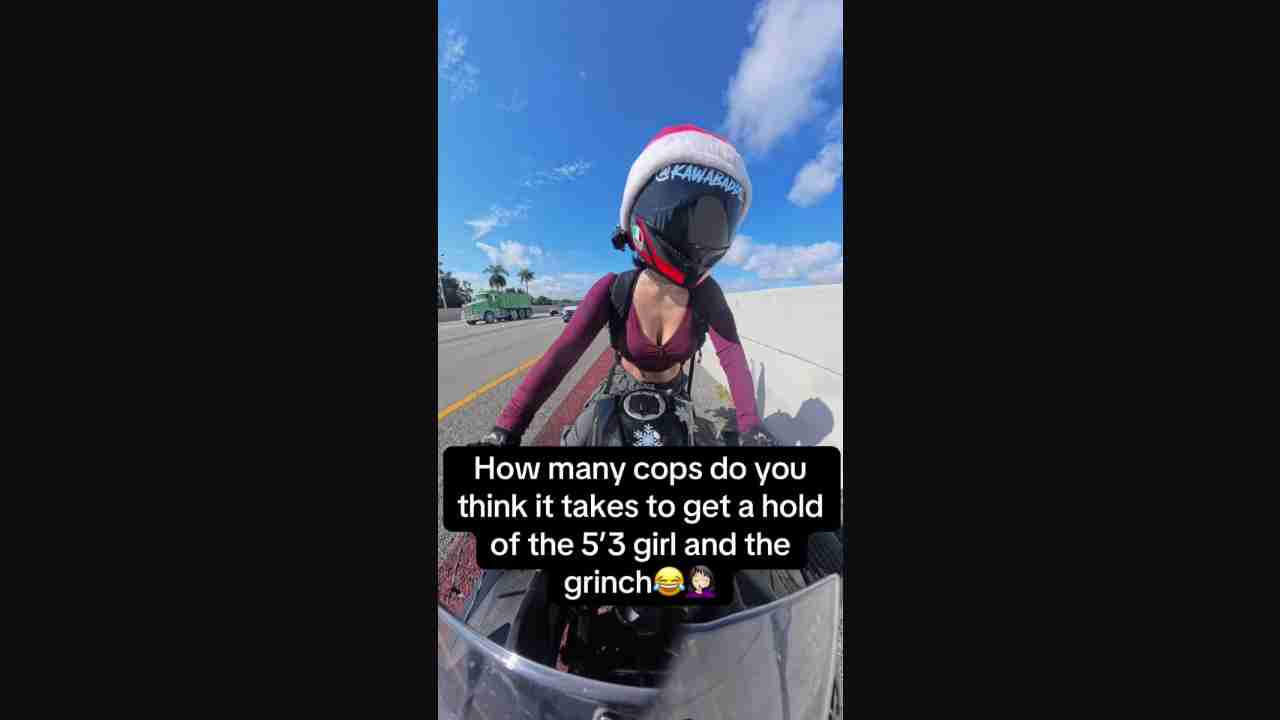 @KAWABAD
How many cops do you
think it takes to get a hold
of the 5’3 girl and the
grinch😂🤦🏻‍♀️